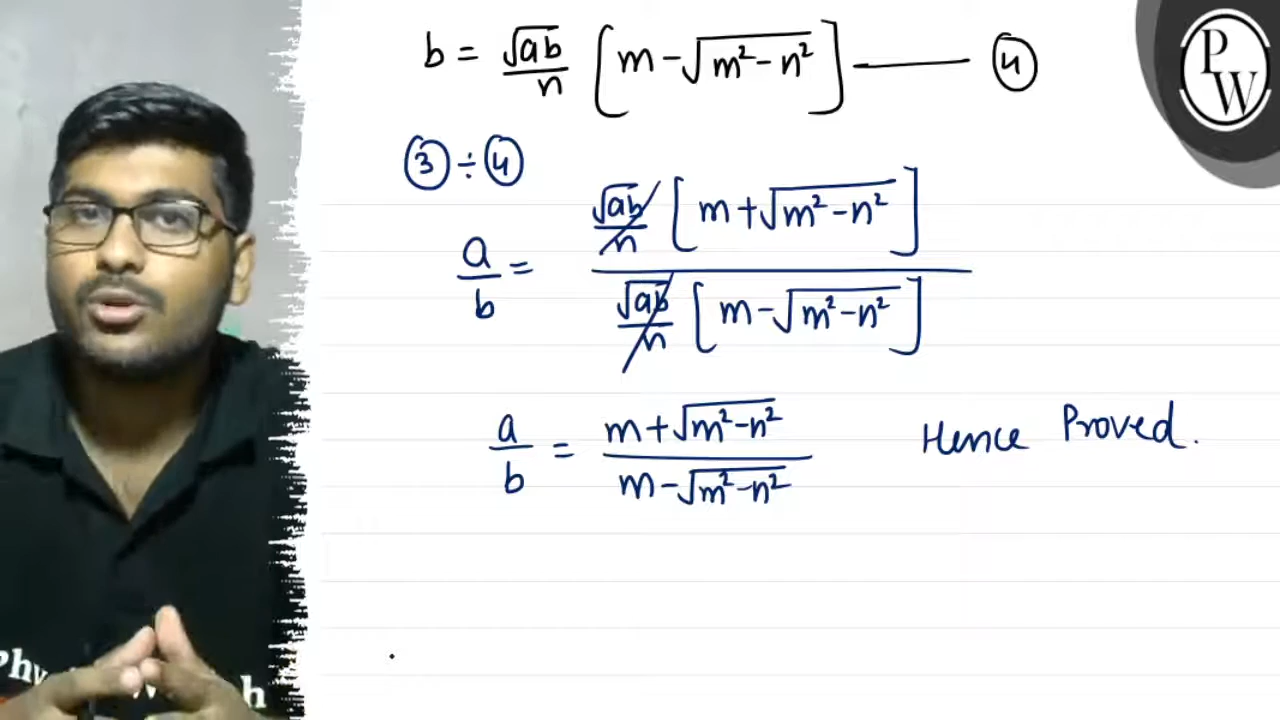 b = √ab/n [m - √m² - n²] —— ④
③ ÷ ④
a/b = √ab/n [m + √m² - n²] / √ab/n [m - √m² - n²]
a/b = m + √m² - n² / m - √m² - n² Hence Proved.
PW
Phy W h